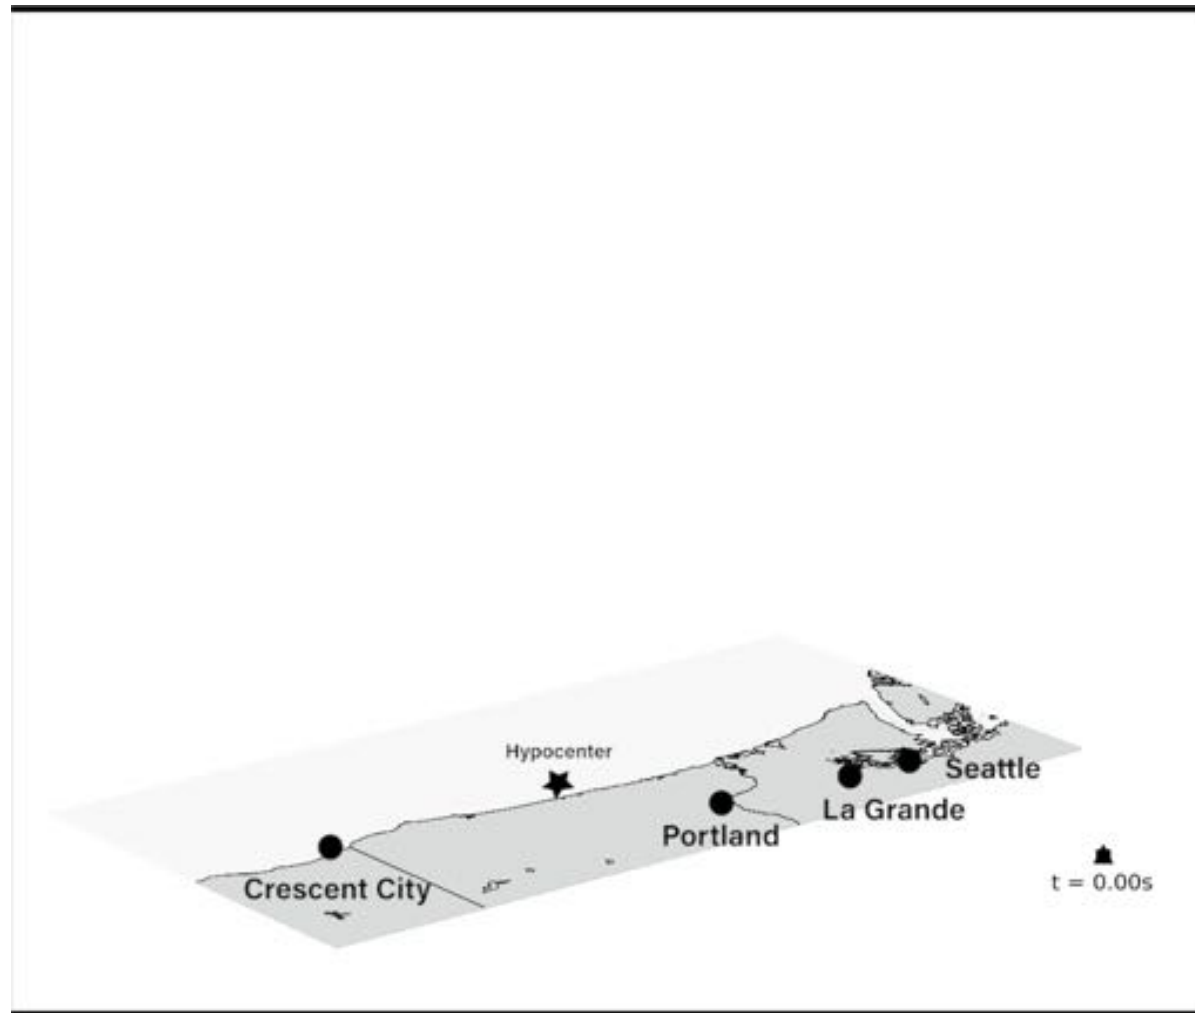 Hypocenter
Seattle
La Grande
Portland
Crescent City
t = 0.00s